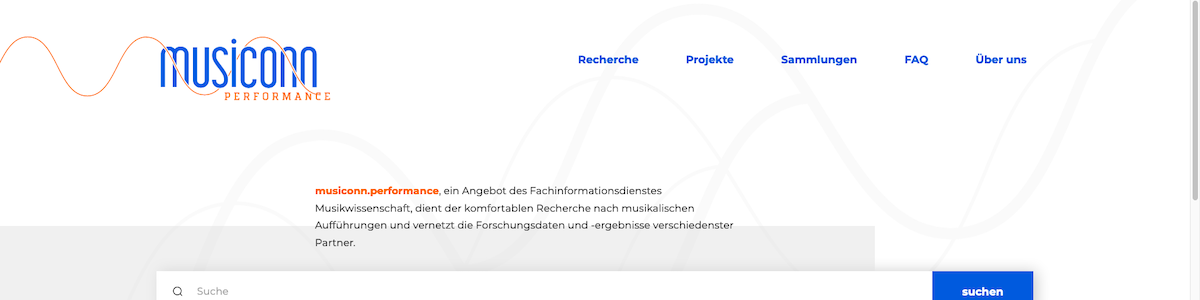 musiconn
PERFORMANCE
Recherche Projekte Sammlungen FAQ Über uns
musiconn.performance, ein Angebot des Fachinformationsdienstes
Musikwissenschaft, dient der komfortablen Recherche nach musikalischen
Aufführungen und vernetzt die Forschungsdaten und -ergebnisse verschiedenster
Partner.
Suche suchen